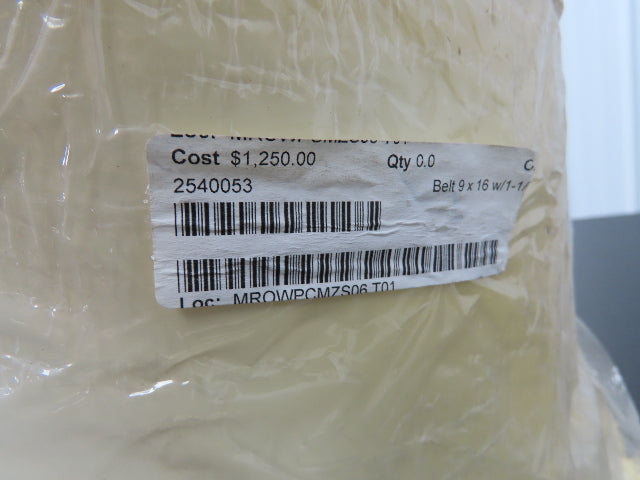 Cost $1,250.00 Qty 0.0
2540053 Belt 9 x 16 w/1-1/
Loc: MROWPCMZS06 T01